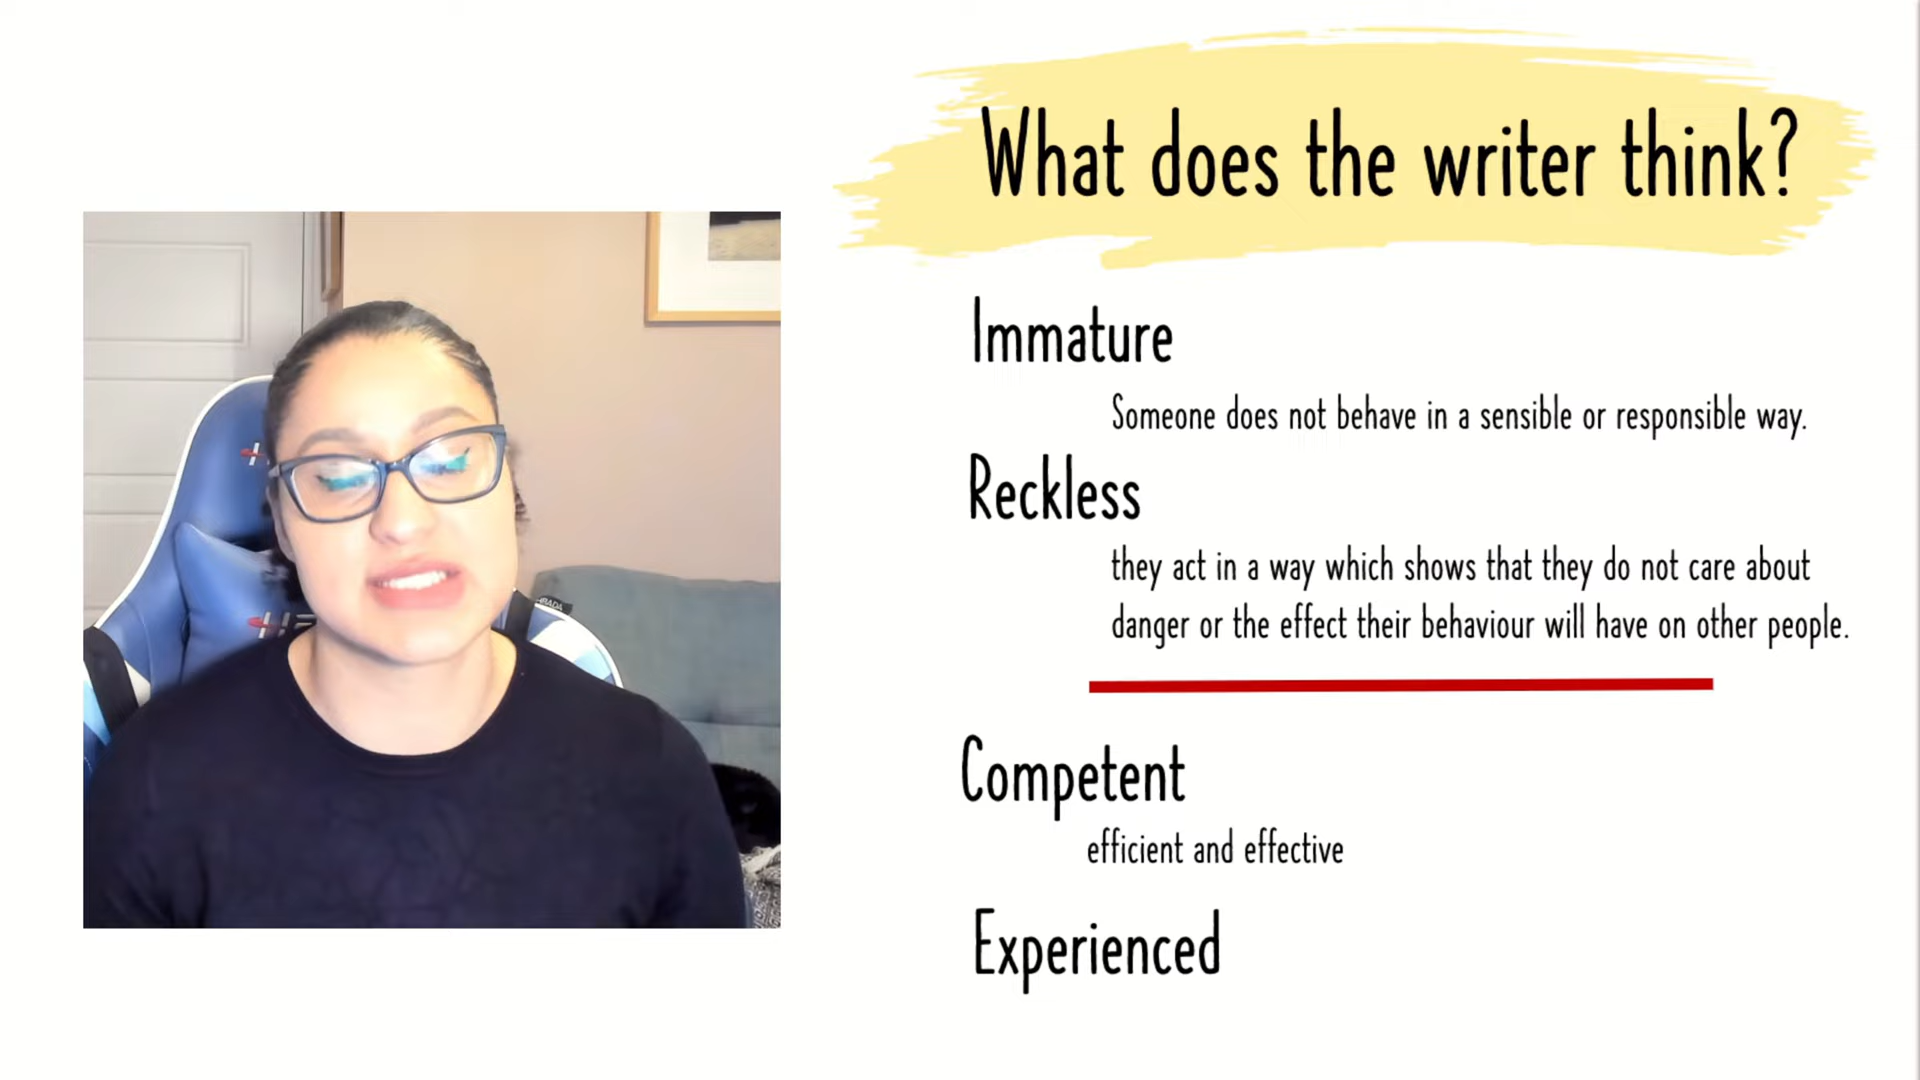 What does the writer think?
Immature
Someone does not behave in a sensible or responsible way.
Reckless
they act in a way which shows that they do not care about
danger or the effect their behaviour will have on other people.
Competent
efficient and effective
Experienced